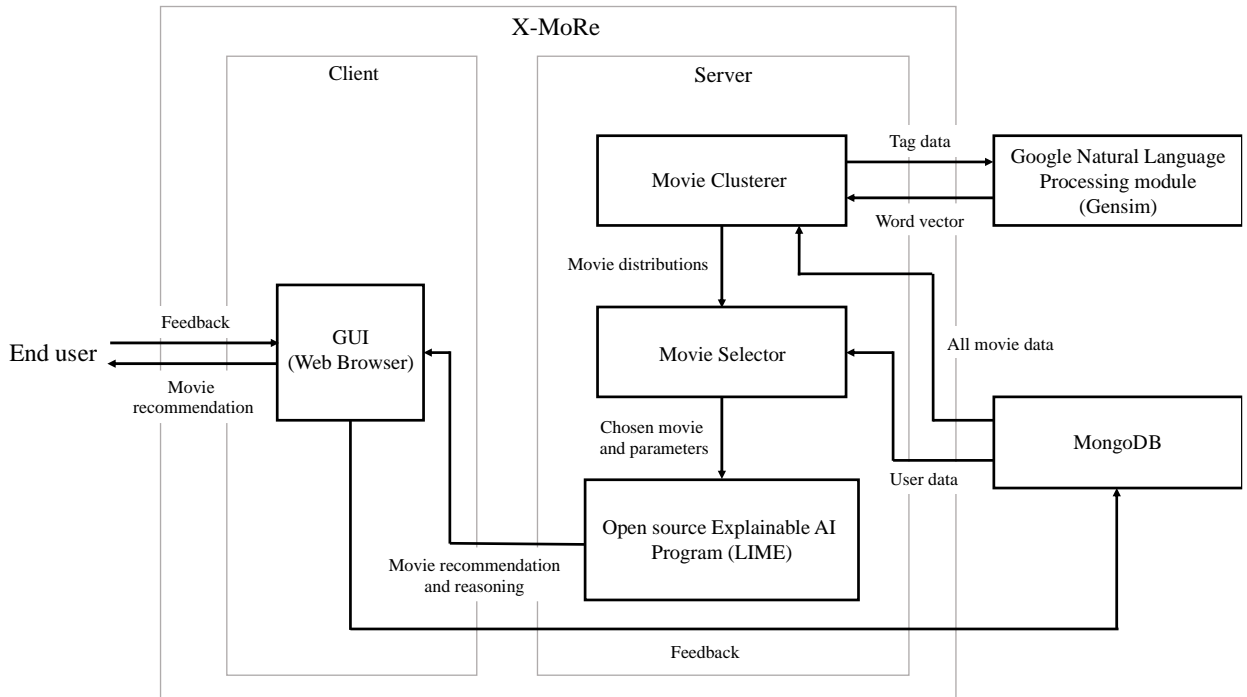 X-MoRe
Client
Server
Tag data
Movie Clusterer
Google Natural Language
Processing module
(Gensim)
Word vector
Movie distributions
Feedback
GUI
(Web Browser)
End user
Movie
recommendation
Movie Selector
All movie data
Chosen movie
and parameters
MongoDB
User data
Open source Explainable AI
Program (LIME)
Movie recommendation
and reasoning
Feedback